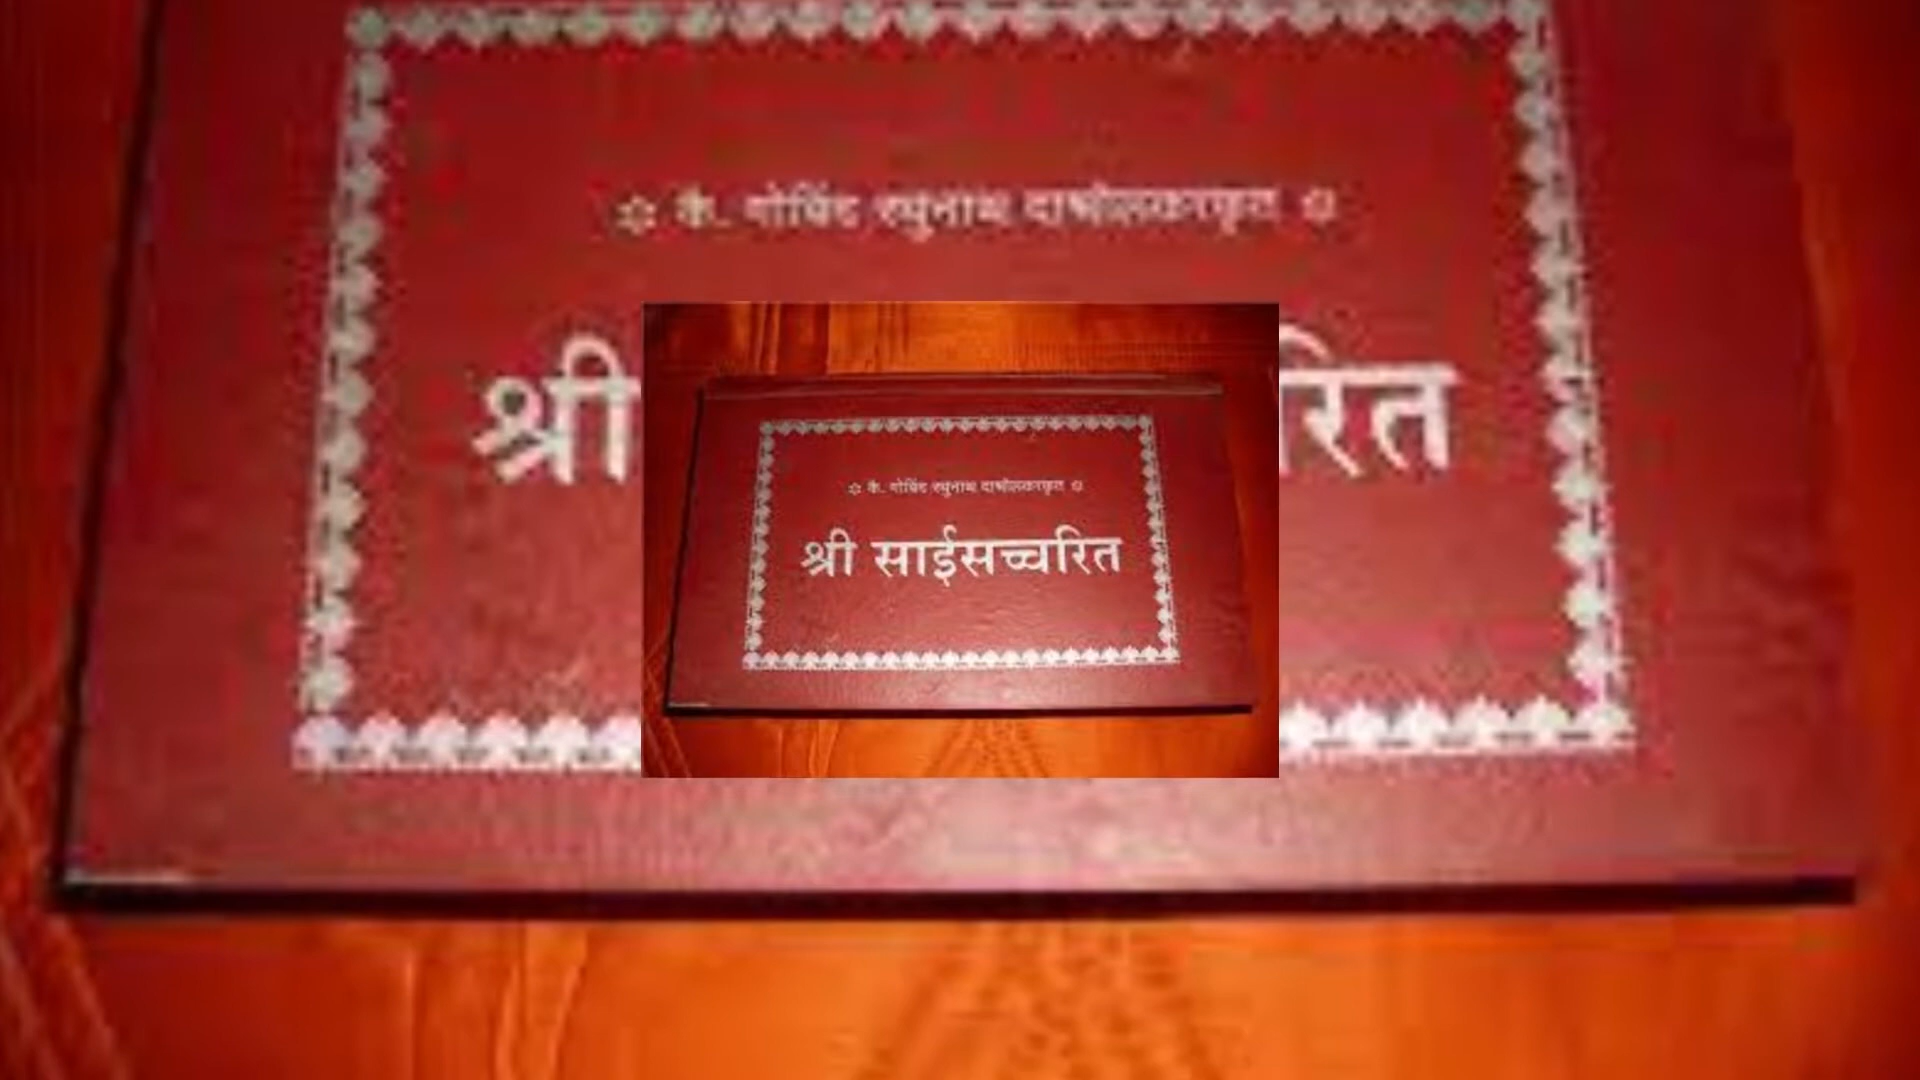 ✡ कै. गोविंद रघुनाथ दाभोलकरकृत ✡
श्री साईसच्चरित